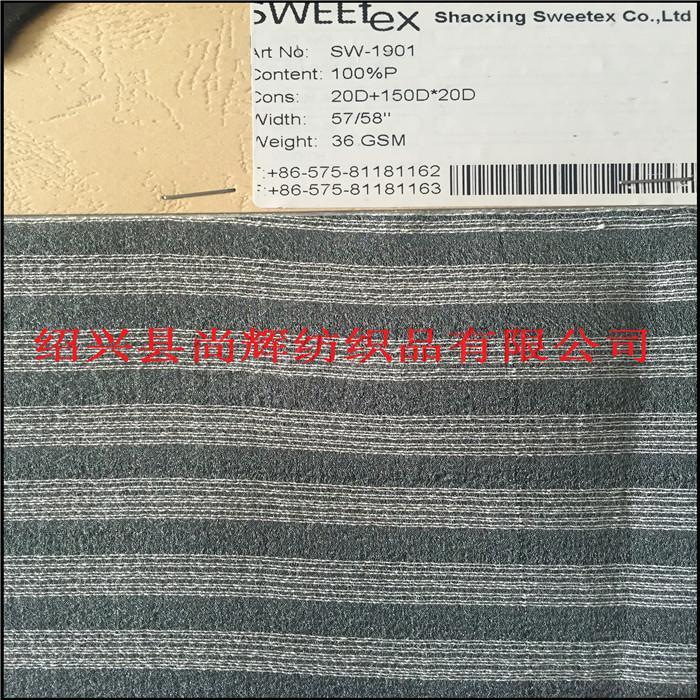 SWEEtex Shacxing Sweetex Co.,Ltd
Art No: SW-1901
Content: 100%P
Cons: 20D+150D*20D
Width: 57/58"
Weight: 36 GSM
T:+86-575-81181162
F:+86-575-81181163
绍兴县尚辉纺织品有限公司